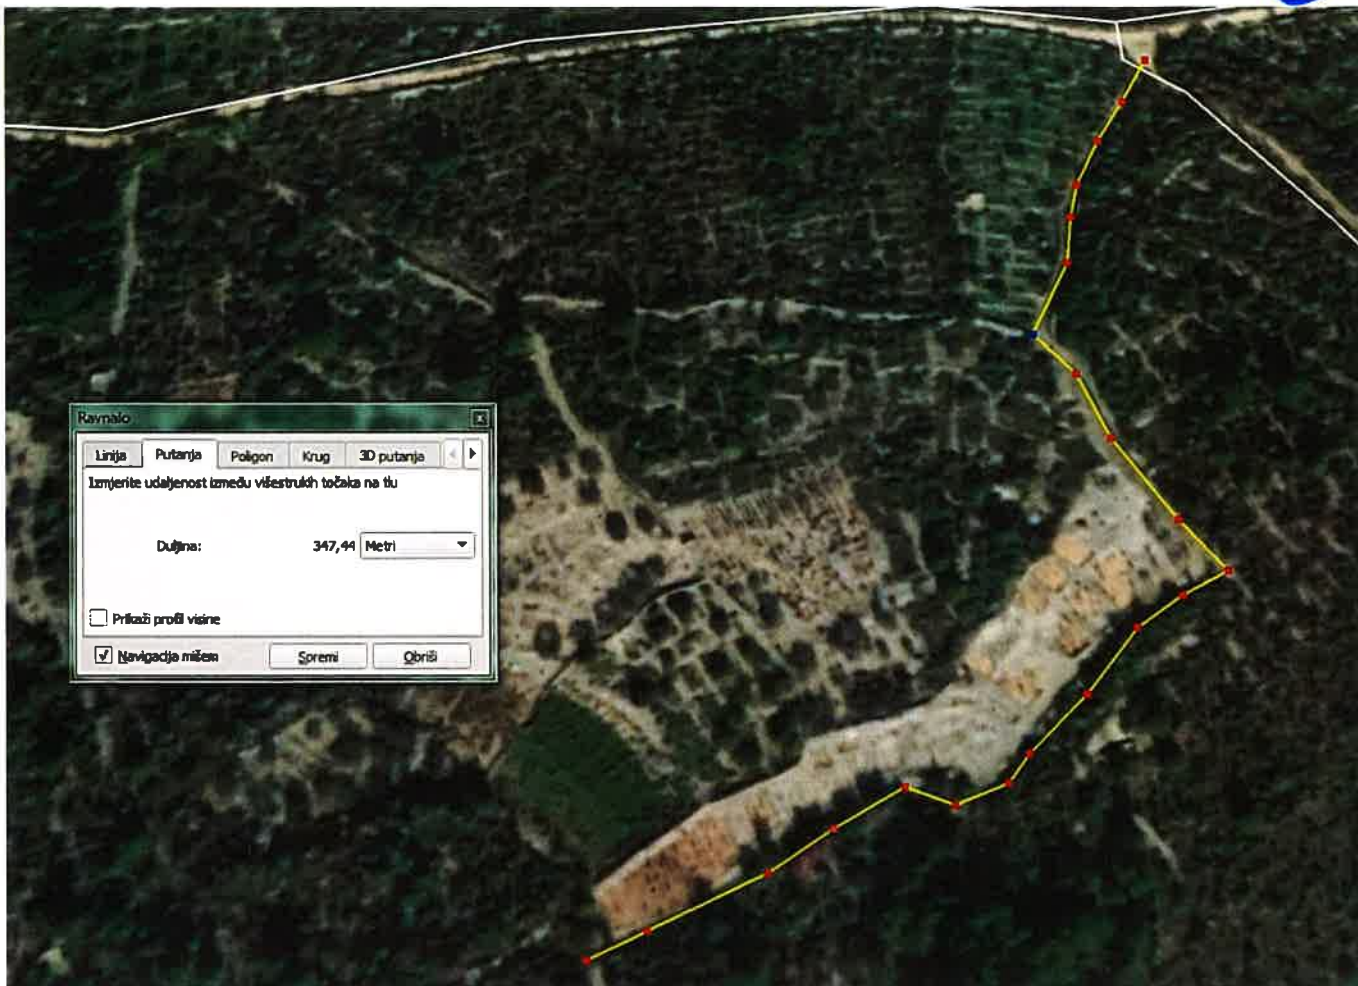 Ravnalo
Linija Putanja Poligon Krug 3D putanja
Izmjerite udaljenost između višestrukih točaka na tlu
Duljina: 347,44 Metri
Prikaži profil visine
Navigacija mišem Spremi Obriši